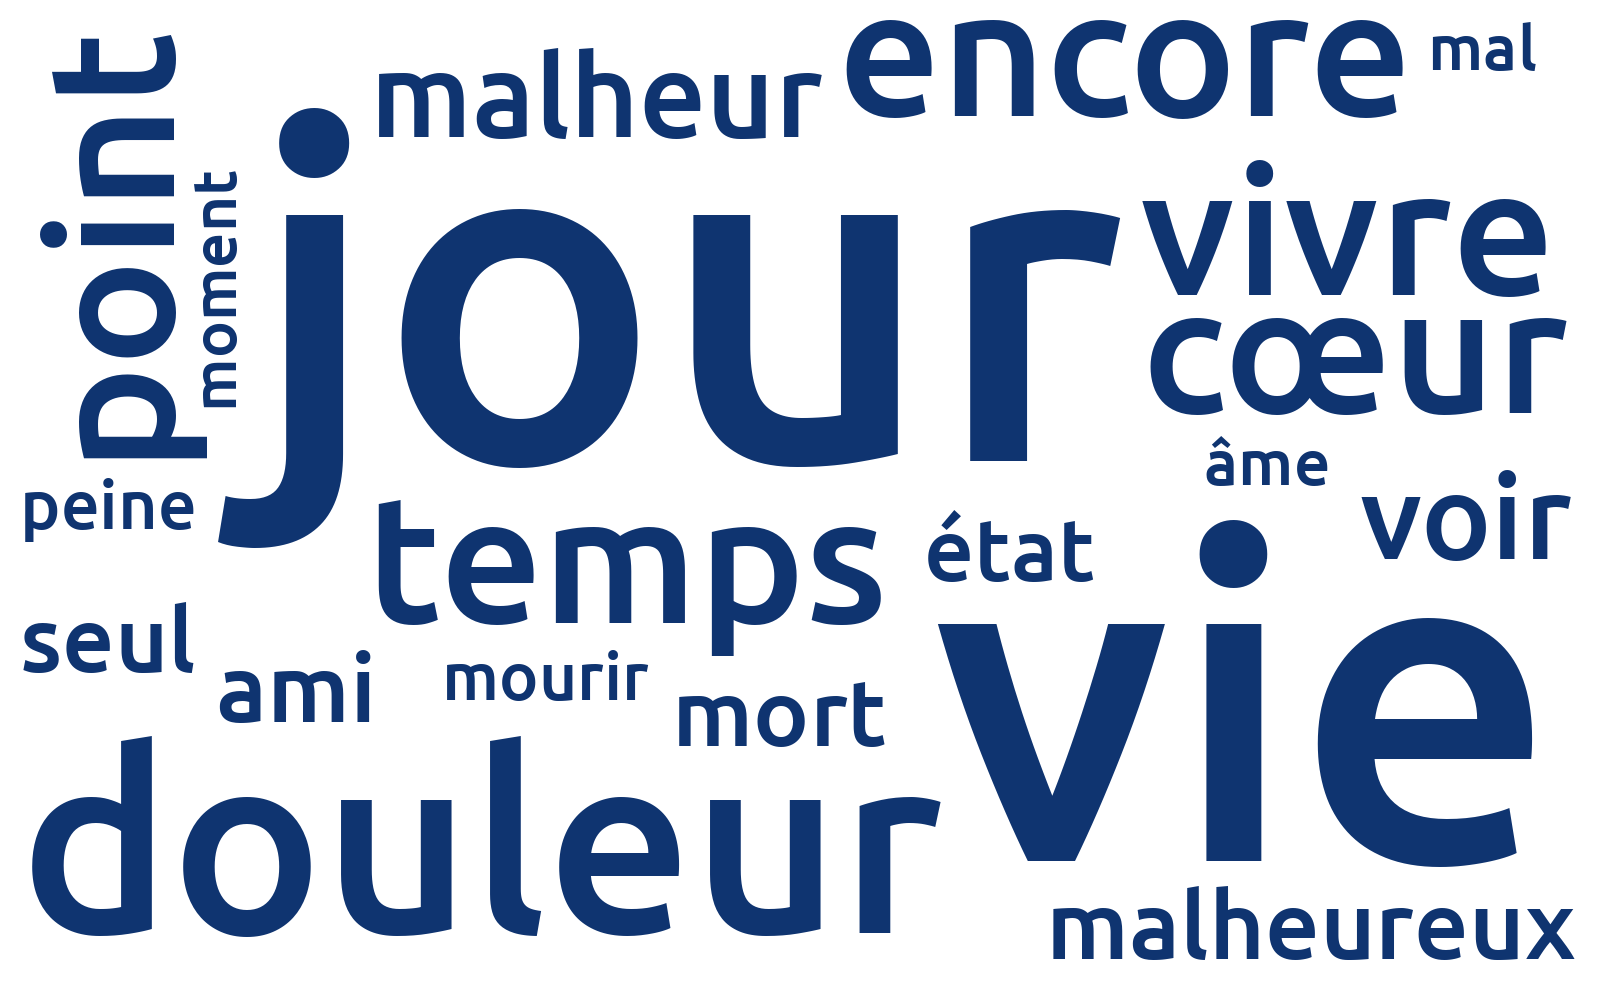 encore
mal
malheur
point
jour
moment
vivre
cœur
âme
peine
voir
temps
état
vie
seul
ami
mourir
mort
douleur
malheureux